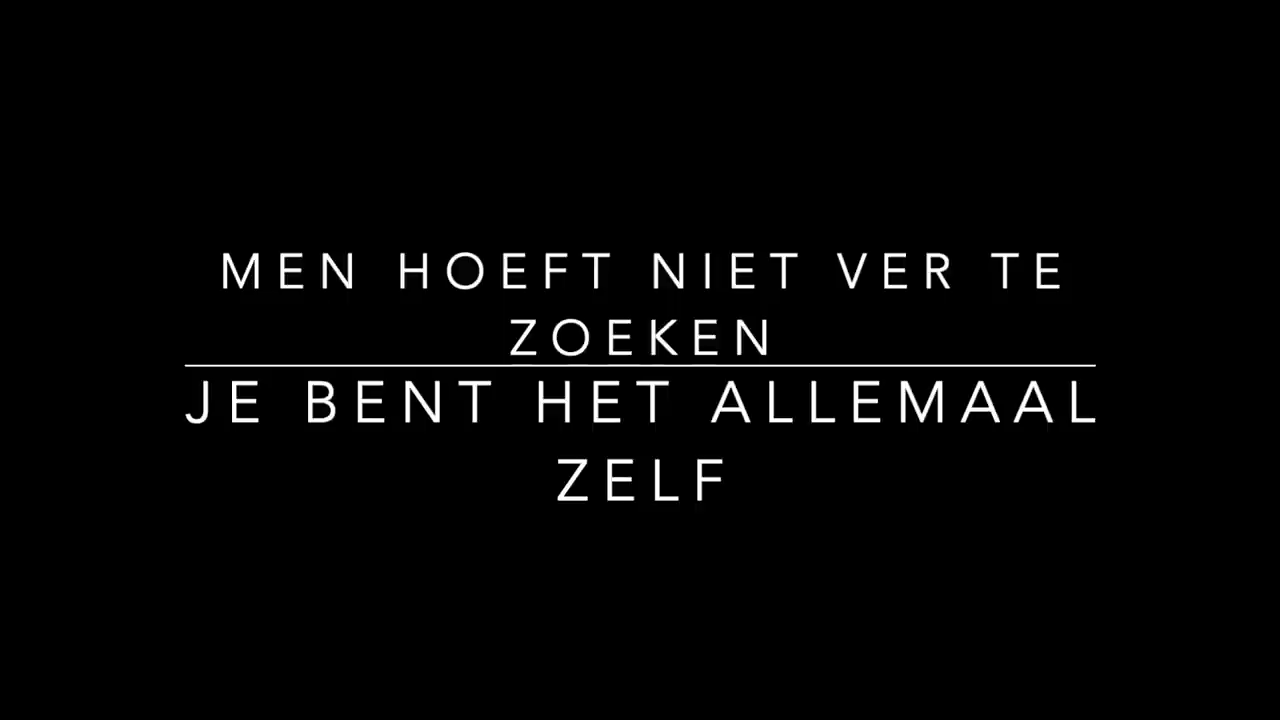 MEN HOEFT NIET VER TE
ZOEKEN
JE BENT HET ALLEMAAL
ZELF